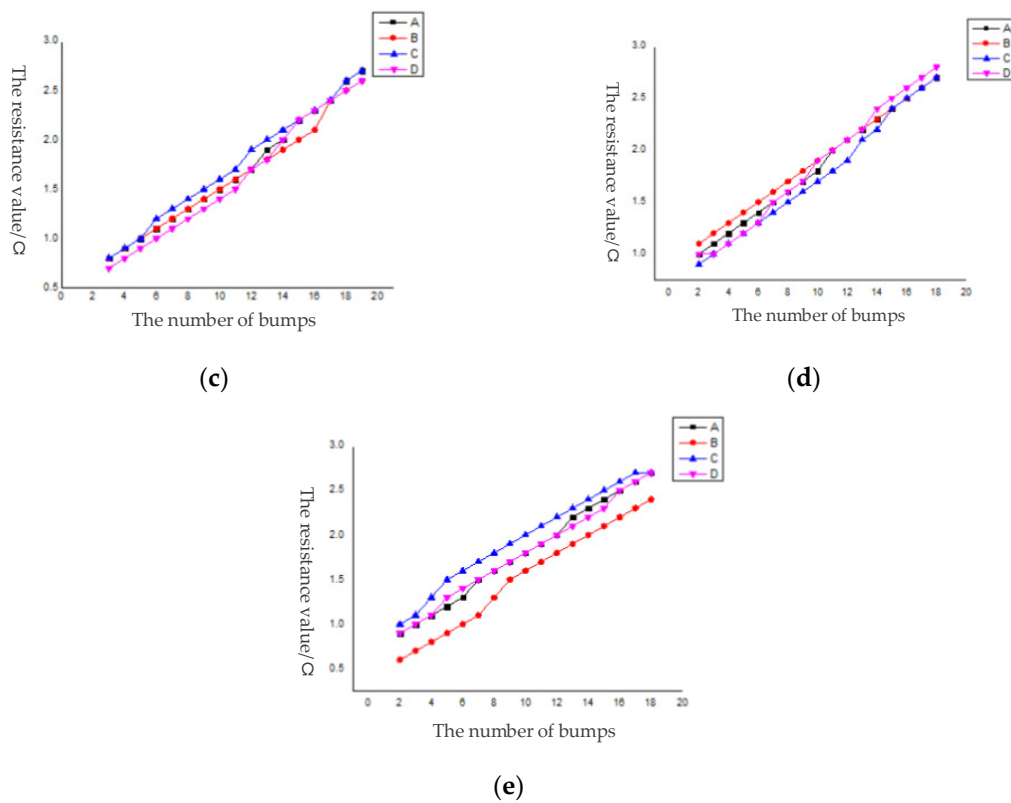 A
B
C
D
3.0
2.5
2.0
1.5
1.0
0.5
The resistance value/Ω
0 2 4 6 8 10 12 14 16 18 20
The number of bumps
(c)
A
B
C
D
3.0
2.5
2.0
1.5
1.0
The resistance value/Ω
0 2 4 6 8 10 12 14 16 18 20
The number of bumps
(d)
A
B
C
D
3.0
2.5
2.0
1.5
1.0
0.5
The resistance value/Ω
0 2 4 6 8 10 12 14 16 18 20
The number of bumps
(e)